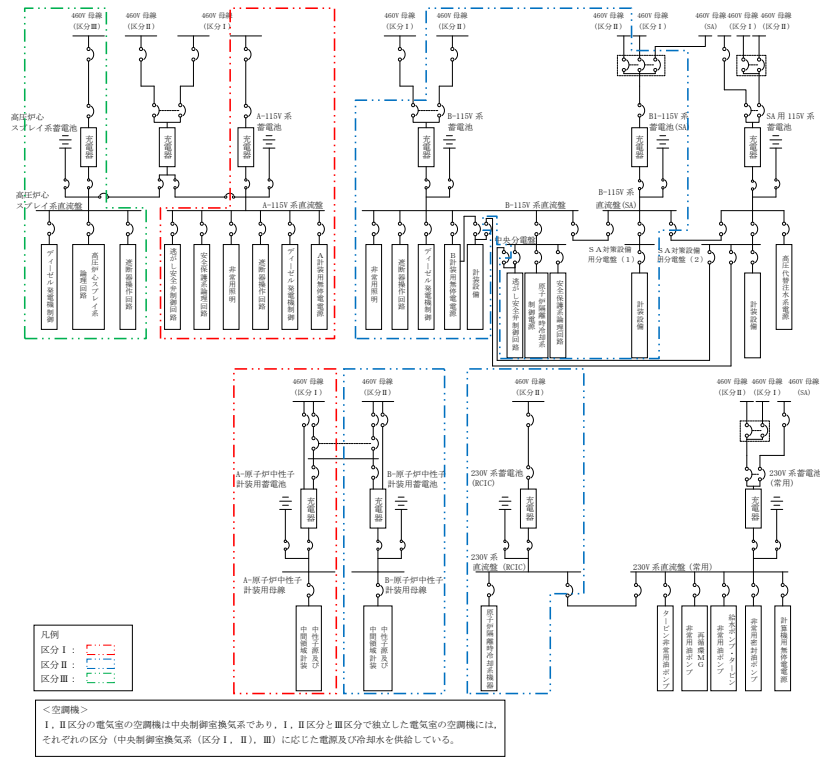 460V 母線
(区分Ⅲ)
460V 母線
(区分Ⅱ)
460V 母線
(区分Ⅰ)
460V 母線
(区分Ⅰ)
460V 母線
(区分Ⅰ)
460V 母線
(区分Ⅱ)
460V 母線 460V 母線
(区分Ⅱ) (区分Ⅰ)
460V 母線 460V 母線 460V 母線
(SA) (区分Ⅰ) (区分Ⅱ)
高圧炉心
スプレイ系蓄電池
充電器
充電器
A-115V 系
蓄電池
充電器
B-115V 系
蓄電池
充電器
B1-115V 系
蓄電池(SA)
充電器
SA 用 115V 系
蓄電池
充電器
高圧炉心
スプレイ系直流盤
A-115V 系直流盤
B-115V 系直流盤
B-115V 系
直流盤(SA)
中央分電盤
SA対策設備
用分電盤(1)
SA対策設備
用分電盤(2)
ディーゼル発電機制御
高圧炉心スプレイ系
論理回路
遮断器操作回路
逃がし安全弁制御回路
安全保護系論理回路
非常用照明
遮断器操作回路
ディーゼル発電機制御
A計装用無停電電源
非常用照明
遮断器操作回路
ディーゼル発電機制御
B計装用無停電電源
計装設備
逃がし安全弁制御回路
原子炉隔離時冷却系
制御電源
安全保護系論理回路
計装設備
計装設備
高圧代替注水系電源
460V 母線
(区分Ⅰ)
460V 母線
(区分Ⅱ)
460V 母線
(区分Ⅱ)
460V 母線 460V 母線 460V 母線
(区分Ⅱ) (区分Ⅰ) (SA)
A-原子炉中性子
計装用蓄電池
充電器
B-原子炉中性子
計装用蓄電池
充電器
230V 系蓄電池
(RCIC)
充電器
230V 系蓄電池
(常用)
充電器
A-原子炉中性子
計装用母線
B-原子炉中性子
計装用母線
230V 系
直流盤(RCIC)
230V 系直流盤(常用)
中性子源及び
中間領域計装
中性子源及び
中間領域計装
原子炉隔離時冷却系機器
タービン非常用油ポンプ
再循環MG
非常用油ポンプ
給水ポンプ・タービン
非常用油ポンプ
非常用密封油ポンプ
計算機用無停電電源
凡例
区分Ⅰ：
区分Ⅱ：
区分Ⅲ：
＜空調機＞
Ⅰ，Ⅱ区分の電気室の空調機は中央制御室換気系であり，Ⅰ，Ⅱ区分とⅢ区分で独立した電気室の空調機には，
それぞれの区分（中央制御室換気系（区分Ⅰ，Ⅱ），Ⅲ）に応じた電源及び冷却水を供給している。